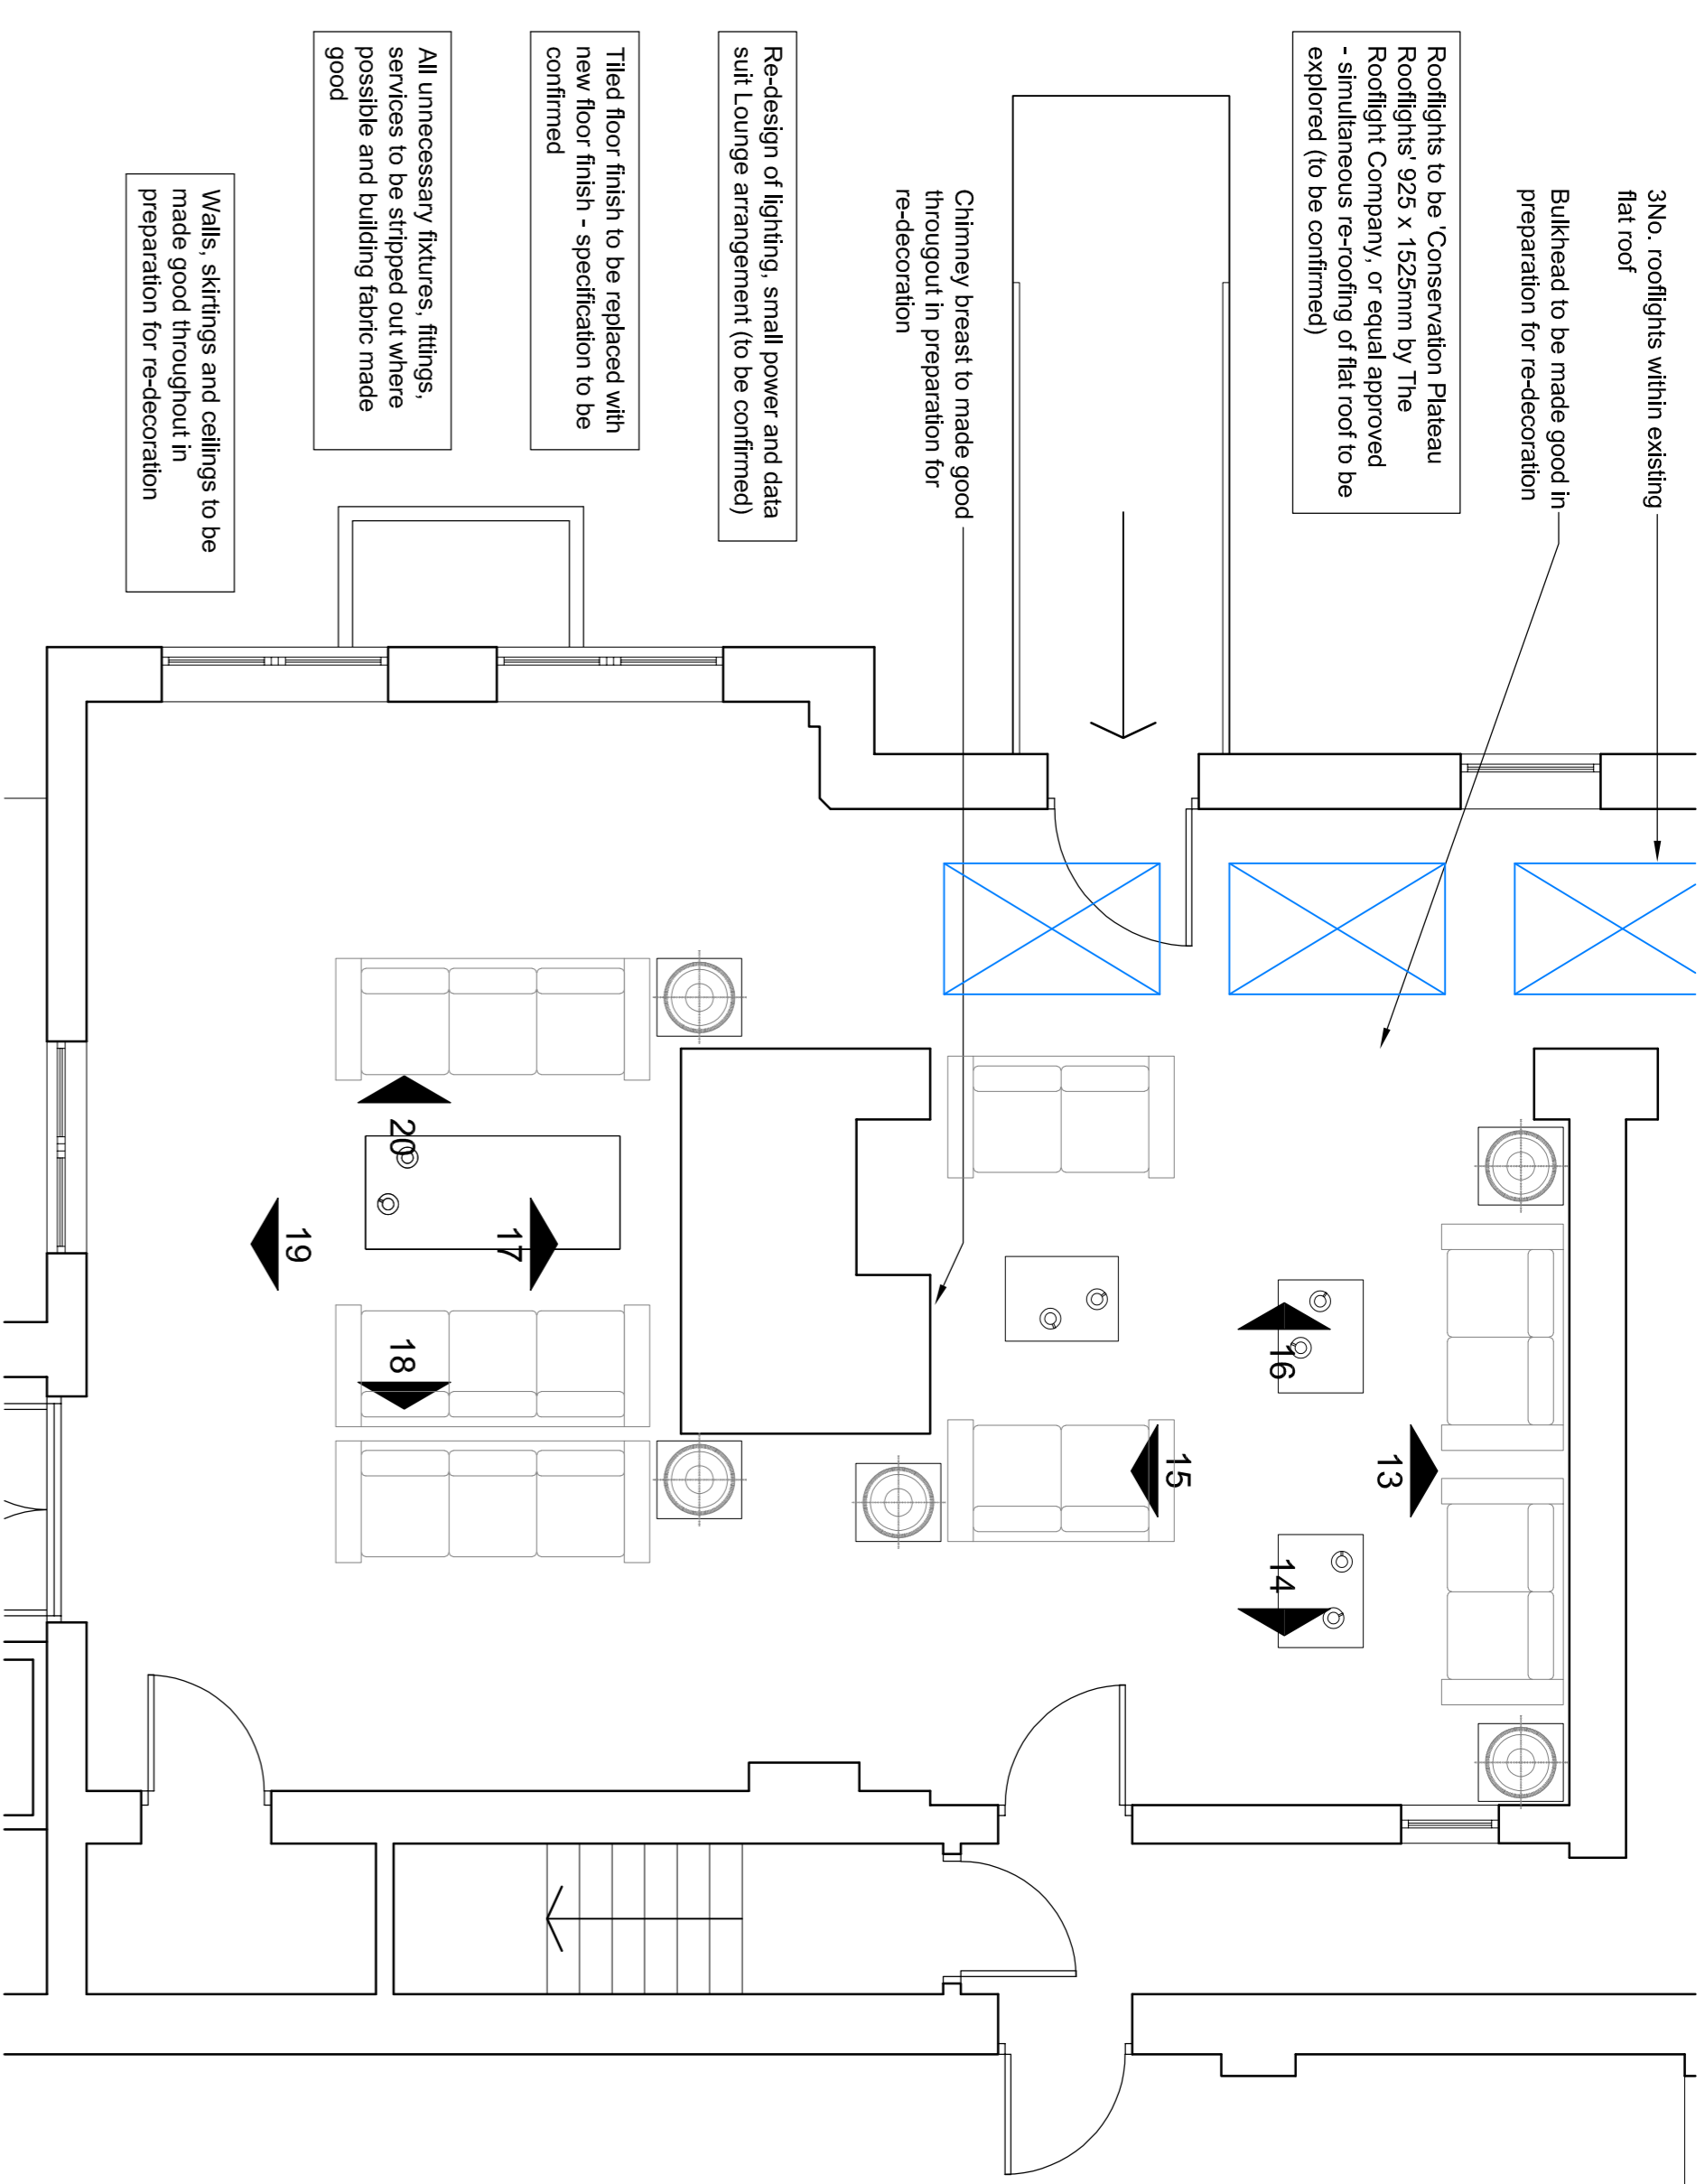 3No. rooflights within existing
flat roof
Bulkhead to be made good in
preparation for re-decoration
Rooflights to be 'Conservation Plateau
Rooflights' 925 x 1525mm by The
Rooflight Company, or equal approved
- simultaneous re-roofing of flat roof to be
explored (to be confirmed)
Chimney breast to made good
througout in preparation for
re-decoration
Re-design of lighting, small power and data
suit Lounge arrangement (to be confirmed)
Tiled floor finish to be replaced with
new floor finish - specification to be
confirmed
All unnecessary fixtures, fittings,
services to be stripped out where
possible and building fabric made
good
Walls, skirtings and ceillings to be
made good throughout in
preparation for re-decoration
13
14
15
16
17
18
19
20